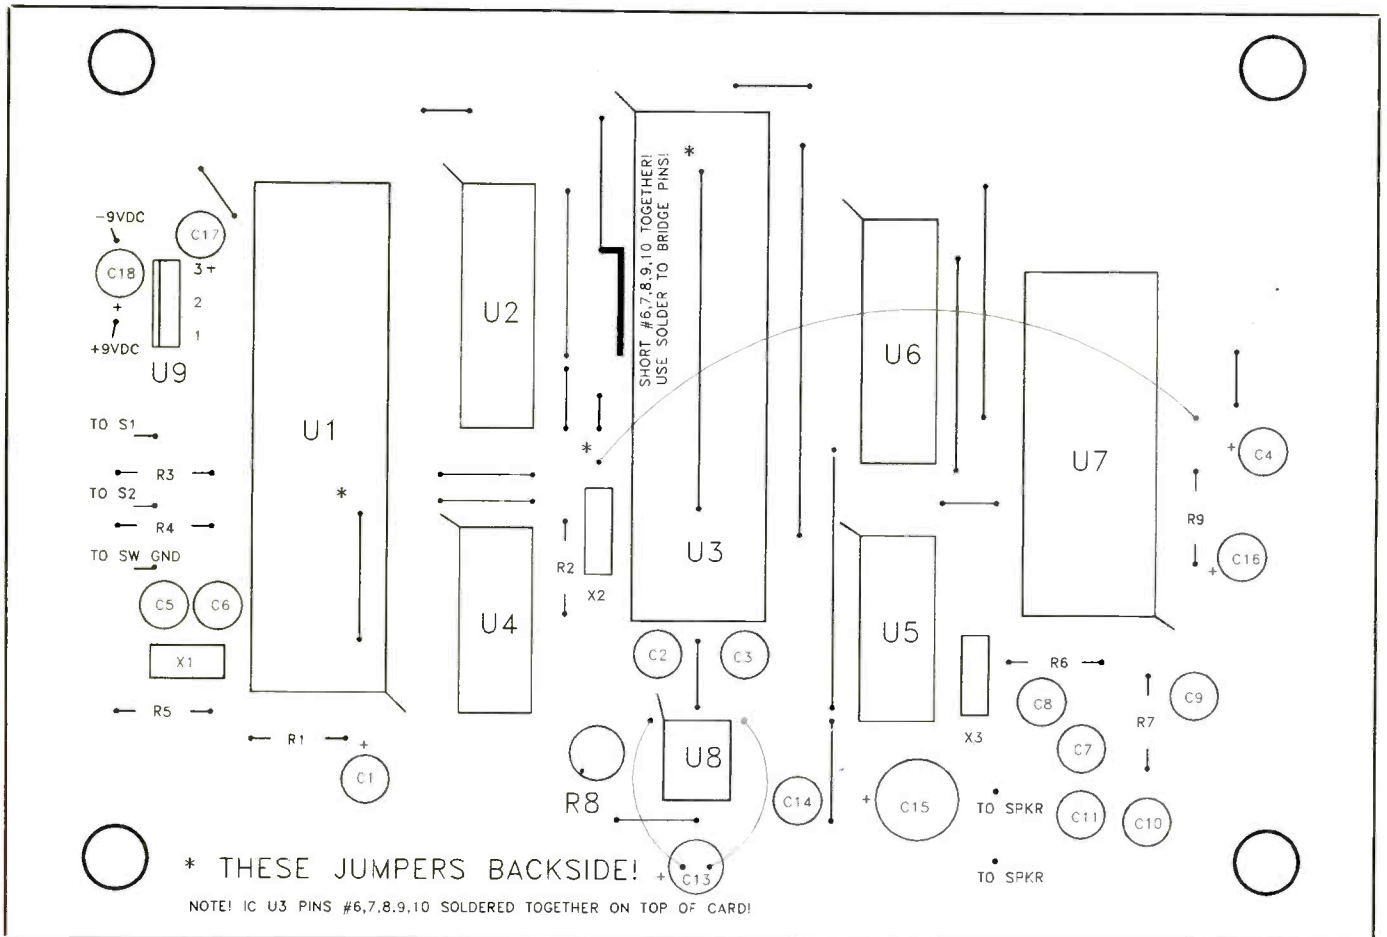 -9VDC
C17
C18
+
3+
2
1
+9VDC
U9
TO S1
R3
TO S2
R4
TO SW GND
C5
C6
X1
R5
R1
+
C1
U1
*
U2
U4
R2
*
X2
*
SHORT #6,7,8,9,10 TOGETHER!
USE SOLDER TO BRIDGE PINS!
U3
C2
C3
U8
R8
+
C13
C14
+
C15
U6
U5
X3
U7
+
C4
R9
+
C16
R6
C8
C9
R7
C7
TO SPKR
C11
C10
TO SPKR
* THESE JUMPERS BACKSIDE!
NOTE! IC U3 PINS #6,7,8.9,10 SOLDERED TOGETHER ON TOP OF CARD!